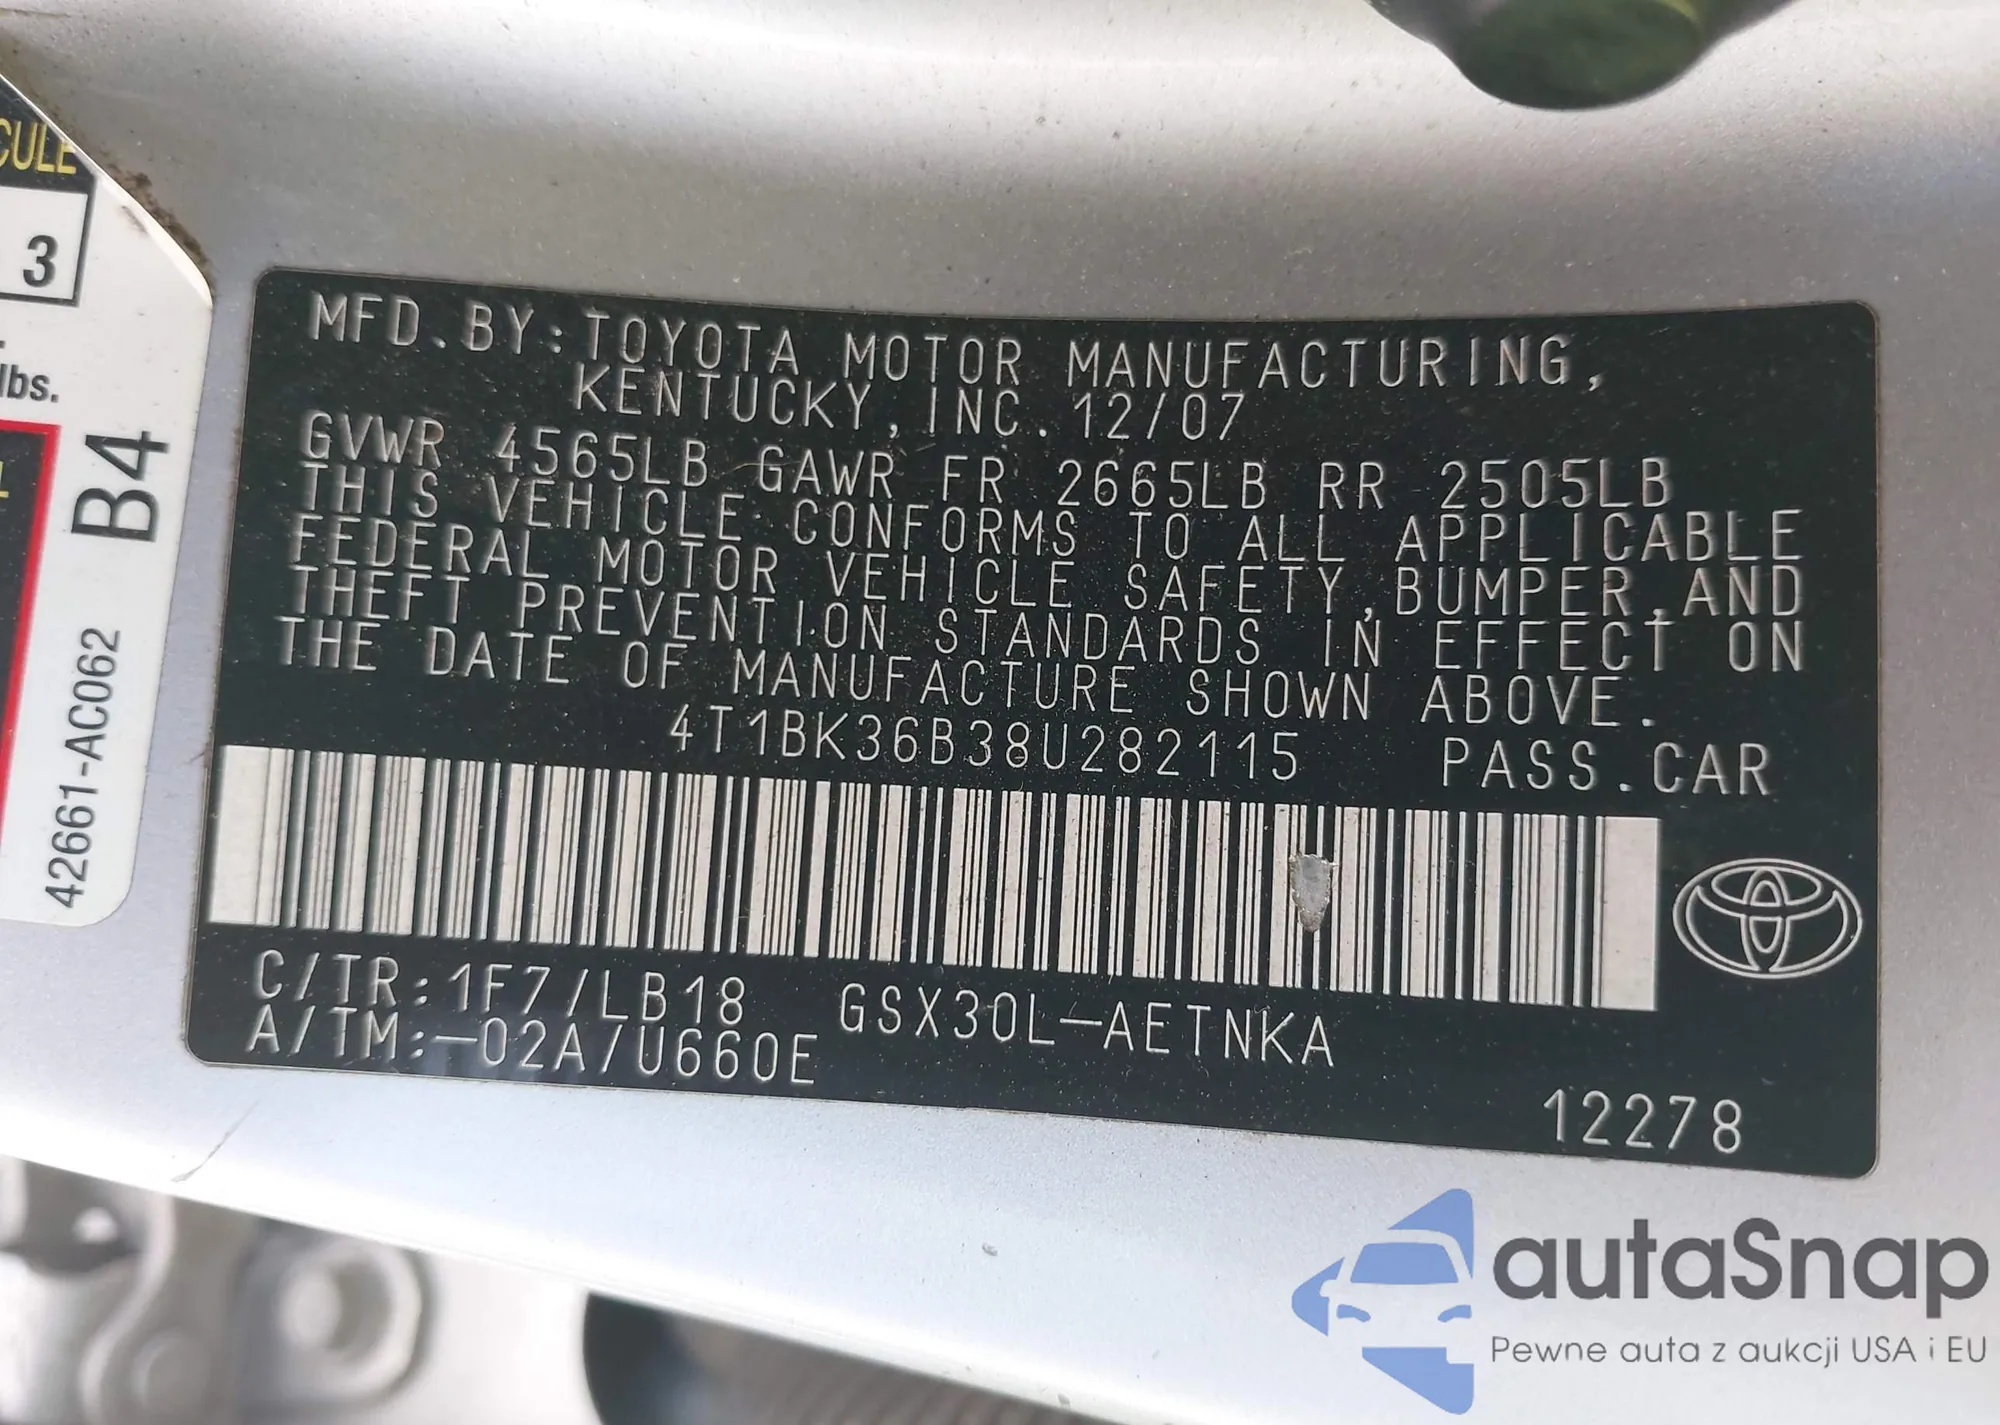 CULE
3
lbs.
B4
42661-AC062
MFD.BY:TOYOTA MOTOR MANUFACTURING,
KENTUCKY,INC.12/07
GVWR 4565LB GAWR FR 2665LB RR 2505LB
THIS VEHICLE CONFORMS TO ALL APPLICABLE
FEDERAL MOTOR VEHICLE SAFETY,BUMPER,AND
THEFT PREVENTION STANDARDS IN EFFECT ON
THE DATE OF MANUFACTURE SHOWN ABOVE.
4T1BK36B38U282115 PASS.CAR
C/TR:1F7/LB18 GSX30L-AETNKA
A/TM:-02A/U660E
12278
autaSnap
Pewne auta z aukcji USA i EU